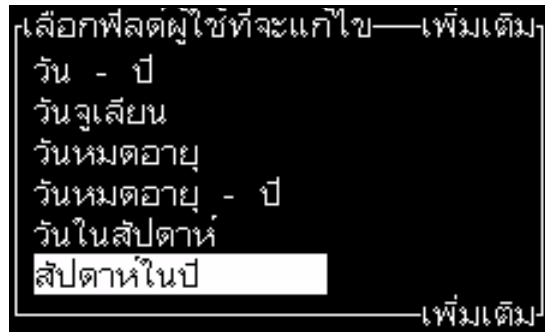 เลือกฟีลด์ผู้ใช้ที่จะแก้ไข เพิ่มเติม
วัน - ปี
วันจูเลียน
วันหมดอายุ
วันหมดอายุ - ปี
วันในสัปดาห์
สัปดาห์ในปี
เพิ่มเติม